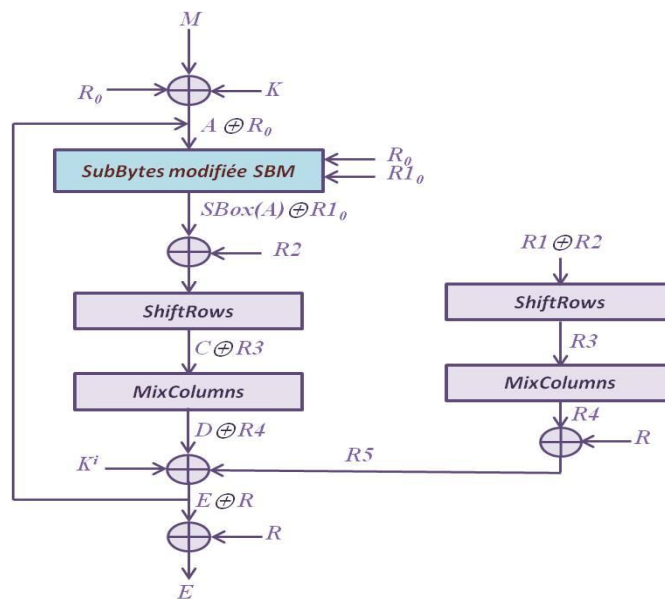 M
R₀
K
A ⊕ R₀
SubBytes modifiée SBM
R₀
R1₀
SBox(A) ⊕ R1₀
R2
R1 ⊕ R2
ShiftRows
ShiftRows
C ⊕ R3
R3
MixColumns
MixColumns
D ⊕ R4
R4
R
Kⁱ
R5
E ⊕ R
R
E